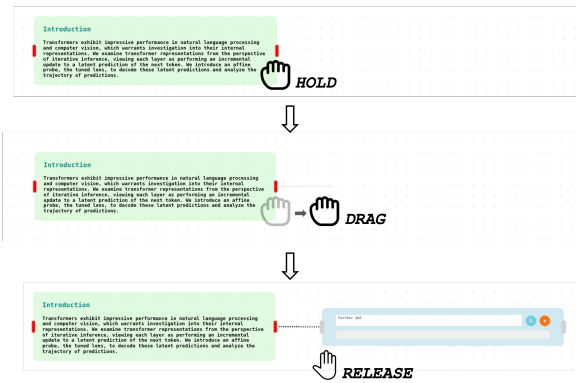 Introduction
Transformers exhibit impressive performance in natural language processing
and computer vision, which warrants investigation into their internal
representations. We examine transformer representations from the perspective
of iterative inference, viewing each layer as performing an incremental
update to a latent prediction of the next token. We introduce an affine
probe, the tuned lens, to decode these latent predictions and analyze the
trajectory of predictions.
HOLD
Introduction
Transformers exhibit impressive performance in natural language processing
and computer vision, which warrants investigation into their internal
representations. We examine transformer representations from the perspective
of iterative inference, viewing each layer as performing an incremental
update to a latent prediction of the next token. We introduce an affine
probe, the tuned lens, to decode these latent predictions and analyze the
trajectory of predictions.
DRAG
Introduction
Transformers exhibit impressive performance in natural language processing
and computer vision, which warrants investigation into their internal
representations. We examine transformer representations from the perspective
of iterative inference, viewing each layer as performing an incremental
update to a latent prediction of the next token. We introduce an affine
probe, the tuned lens, to decode these latent predictions and analyze the
trajectory of predictions.
Further Q&A
RELEASE